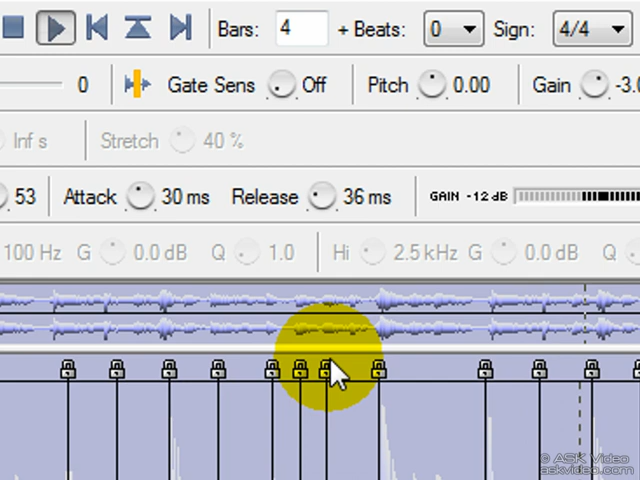 Bars: 4 + Beats: 0 Sign: 4/4
0 Gate Sens Off Pitch 0.00 Gain -3.0
Inf s Stretch 40 %
53 Attack 30 ms Release 36 ms GAIN -12 dB
100 Hz G 0.0 dB Q 1.0 Hi 2.5 kHz G 0.0 dB Q
© ASK Video
askvideo.com